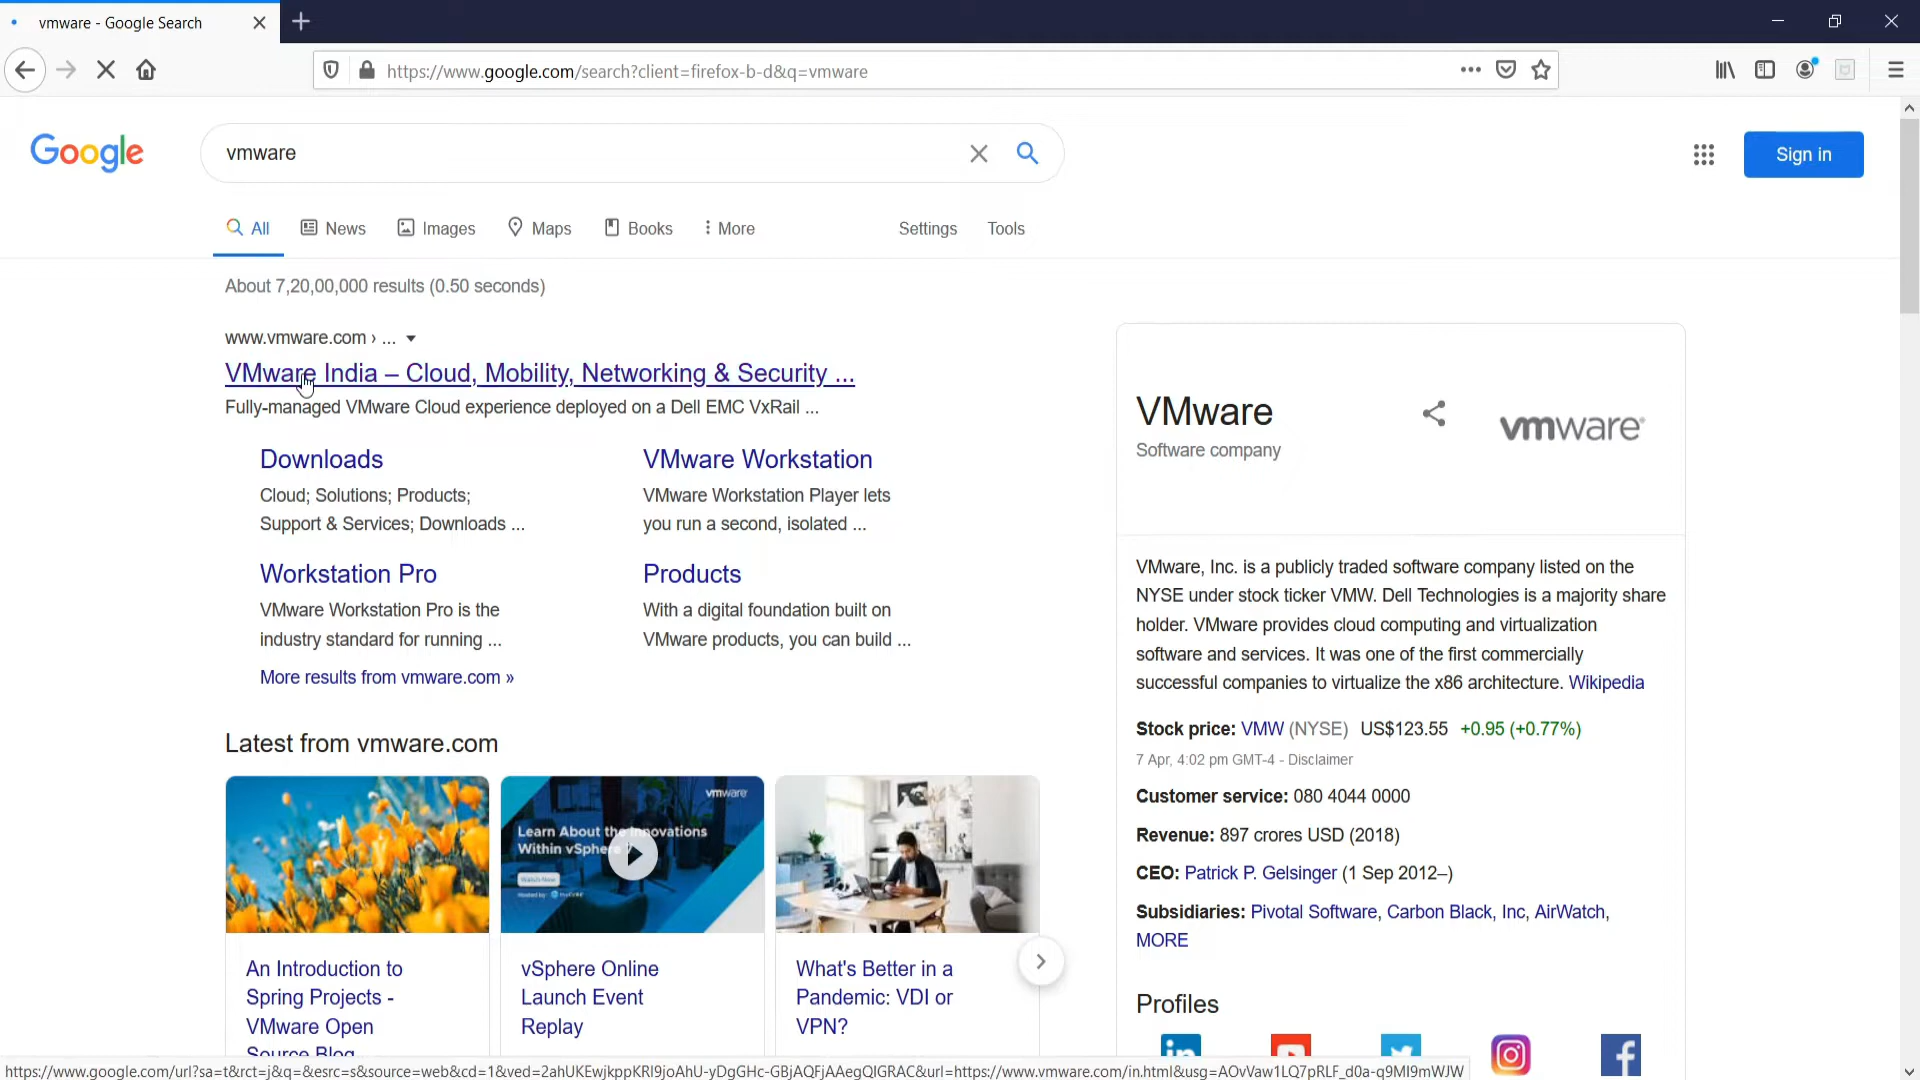 vmware - Google Search
https://www.google.com/search?client=firefox-b-d&q=vmware
Google
vmware
Sign in
All
News
Images
Maps
Books
More
Settings
Tools
About 7,20,00,000 results (0.50 seconds)
www.vmware.com › ...
VMware India – Cloud, Mobility, Networking & Security ...
Fully-managed VMware Cloud experience deployed on a Dell EMC VxRail ...
Downloads
Cloud; Solutions; Products;
Support & Services; Downloads ...
VMware Workstation
VMware Workstation Player lets
you run a second, isolated ...
Workstation Pro
VMware Workstation Pro is the
industry standard for running ...
Products
With a digital foundation built on
VMware products, you can build ...
More results from vmware.com »
Latest from vmware.com
vmware
Learn About the Innovations
Within vSphere
An Introduction to
Spring Projects -
VMware Open
Source Blog
vSphere Online
Launch Event
Replay
What's Better in a
Pandemic: VDI or
VPN?
VMware
Software company
vmware
VMware, Inc. is a publicly traded software company listed on the
NYSE under stock ticker VMW. Dell Technologies is a majority share
holder. VMware provides cloud computing and virtualization
software and services. It was one of the first commercially
successful companies to virtualize the x86 architecture. Wikipedia
Stock price: VMW (NYSE) US$123.55 +0.95 (+0.77%)
7 Apr, 4:02 pm GMT-4 - Disclaimer
Customer service: 080 4044 0000
Revenue: 897 crores USD (2018)
CEO: Patrick P. Gelsinger (1 Sep 2012–)
Subsidiaries: Pivotal Software, Carbon Black, Inc, AirWatch,
MORE
Profiles
in
https://www.google.com/url?sa=t&rct=j&q=&esrc=s&source=web&cd=1&ved=2ahUKEwjkppKRl9joAhU-yDgGHc-GBjAQFjAAegQIGRAC&url=https://www.vmware.com/in.html&usg=AOvVaw1LQ7pRLF_d0a-q9MI9mWJW